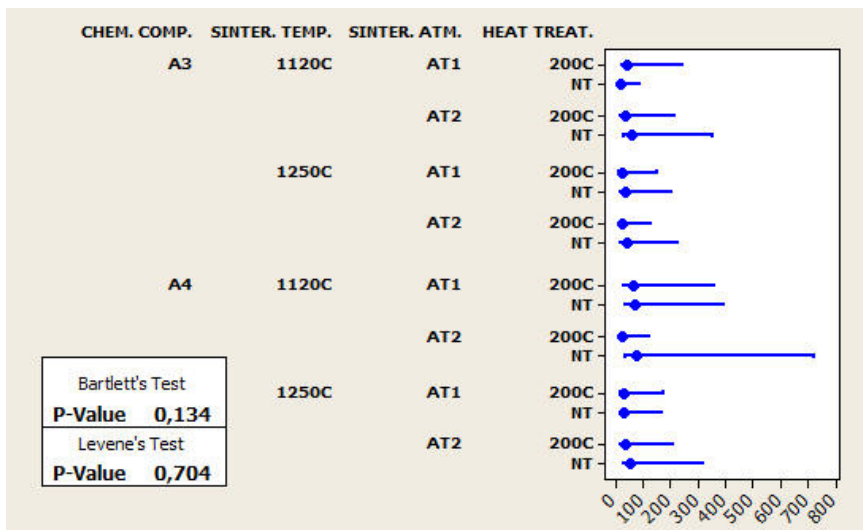 CHEM. COMP. SINTER. TEMP. SINTER. ATM. HEAT TREAT.
A3 1120C AT1 200C
NT
AT2 200C
NT
1250C AT1 200C
NT
AT2 200C
NT
A4 1120C AT1 200C
NT
AT2 200C
NT
1250C AT1 200C
NT
AT2 200C
NT
Bartlett's Test
P-Value 0,134
Levene's Test
P-Value 0,704
0 100 200 300 400 500 600 700 800